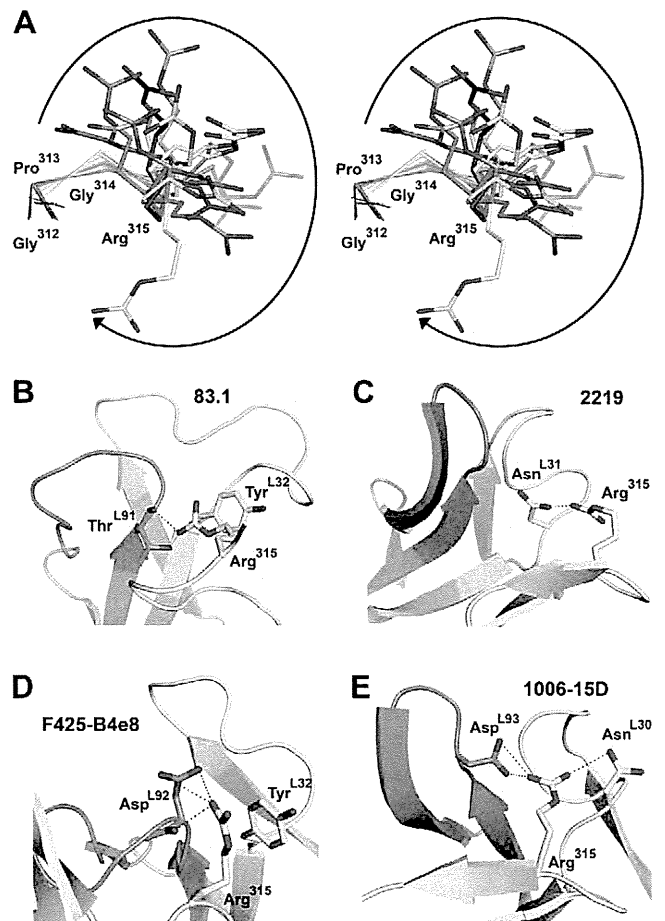 A
Pro313
Gly314
Gly312
Arg315
Pro313
Gly314
Gly312
Arg315
B
83.1
TyrL32
ThrL91
Arg315
C
2219
AsnL31
Arg315
D
F425-B4e8
AspL92
TyrL32
Arg315
E
1006-15D
AspL93
AsnL30
Arg315